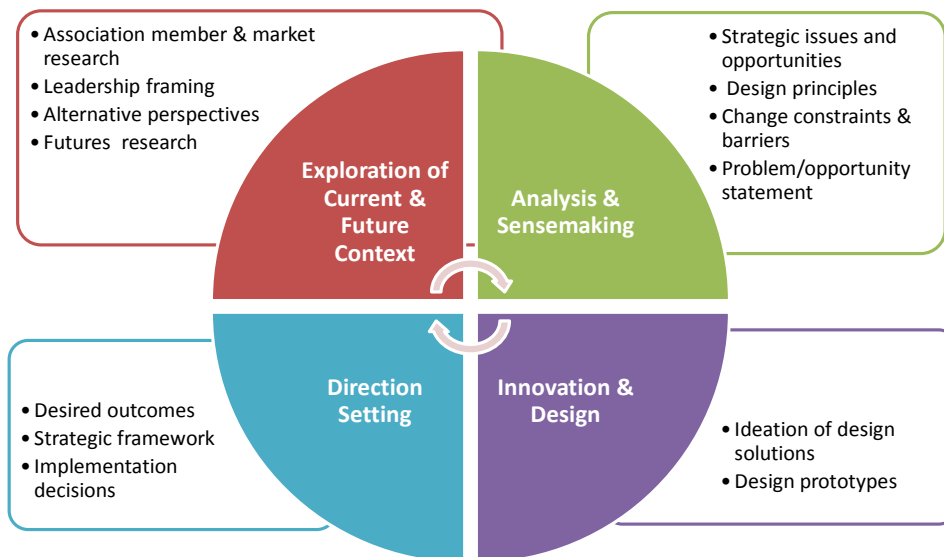 • Association member & market
research
• Leadership framing
• Alternative perspectives
• Futures research
• Strategic issues and
opportunities
• Design principles
• Change constraints &
barriers
• Problem/opportunity
statement
Exploration of
Current &
Future
Context
Analysis &
Sensemaking
Direction
Setting
Innovation &
Design
• Desired outcomes
• Strategic framework
• Implementation
decisions
• Ideation of design
solutions
• Design prototypes